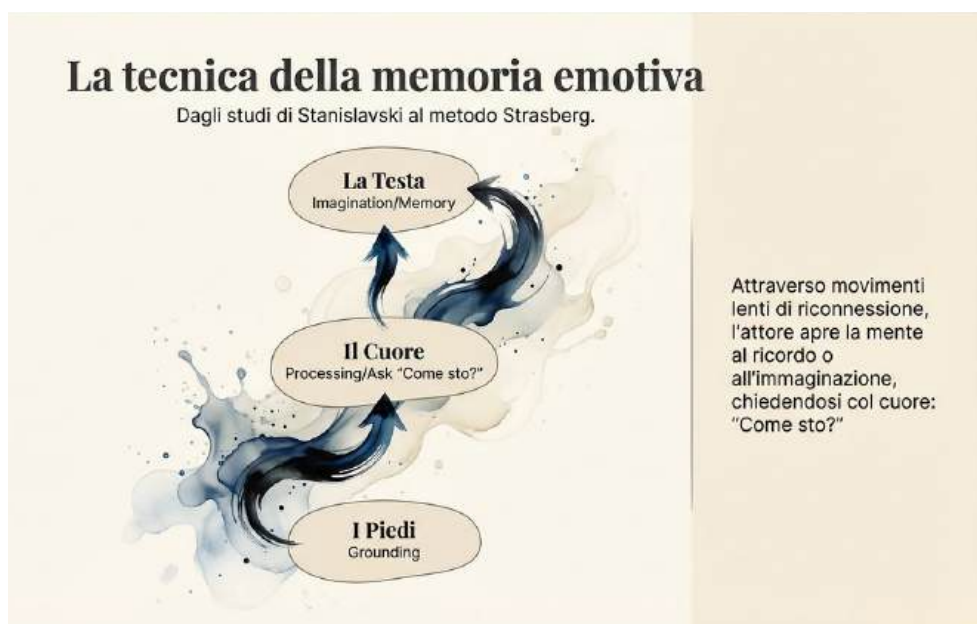 La tecnica della memoria emotiva
Dagli studi di Stanislavski al metodo Strasberg.
La Testa
Imagination/Memory
Il Cuore
Processing/Ask "Come sto?"
I Piedi
Grounding
Attraverso movimenti
lenti di riconnessione,
l'attore apre la mente
al ricordo o
all'immaginazione,
chiedendosi col cuore:
"Come sto?"